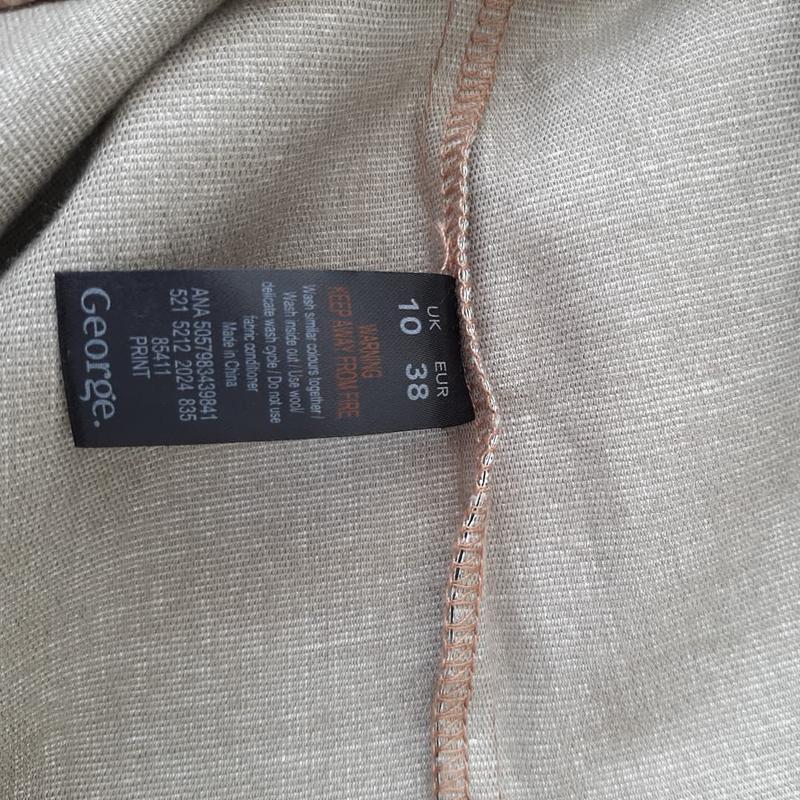 UK EUR
10 38
WARNING
KEEP AWAY FROM FIRE
Wash similar colours together /
Wash inside out / Use wool/
delicate wash cycle / Do not use
fabric conditioner
Made in China
ANA 5057983439841
521 5212 2024 835
85411
PRINT
George.